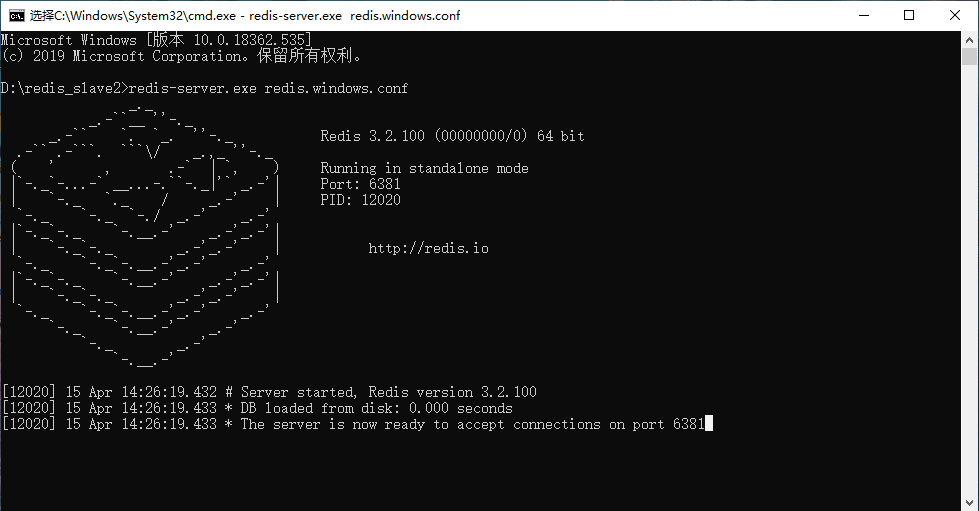 选择C:\Windows\System32\cmd.exe - redis-server.exe  redis.windows.conf
Microsoft Windows [版本 10.0.18362.535]
(c) 2019 Microsoft Corporation。保留所有权利。
D:\redis_slave2>redis-server.exe redis.windows.conf
Redis 3.2.100 (00000000/0) 64 bit
Running in standalone mode
Port: 6381
PID: 12020
http://redis.io
[12020] 15 Apr 14:26:19.432 # Server started, Redis version 3.2.100
[12020] 15 Apr 14:26:19.433 * DB loaded from disk: 0.000 seconds
[12020] 15 Apr 14:26:19.433 * The server is now ready to accept connections on port 6381